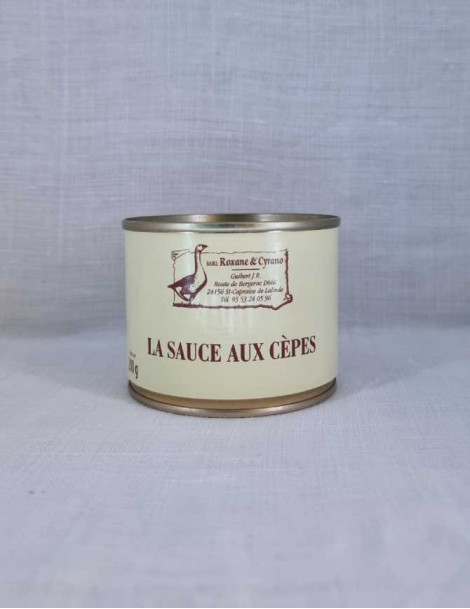 SARL Roxane & Cyrano
Guibert J.R.
Route de Bergerac
24150 St-Capraise de Lalinde
Tél. 05 53 24 05 96
LA SAUCE AUX CÈPES